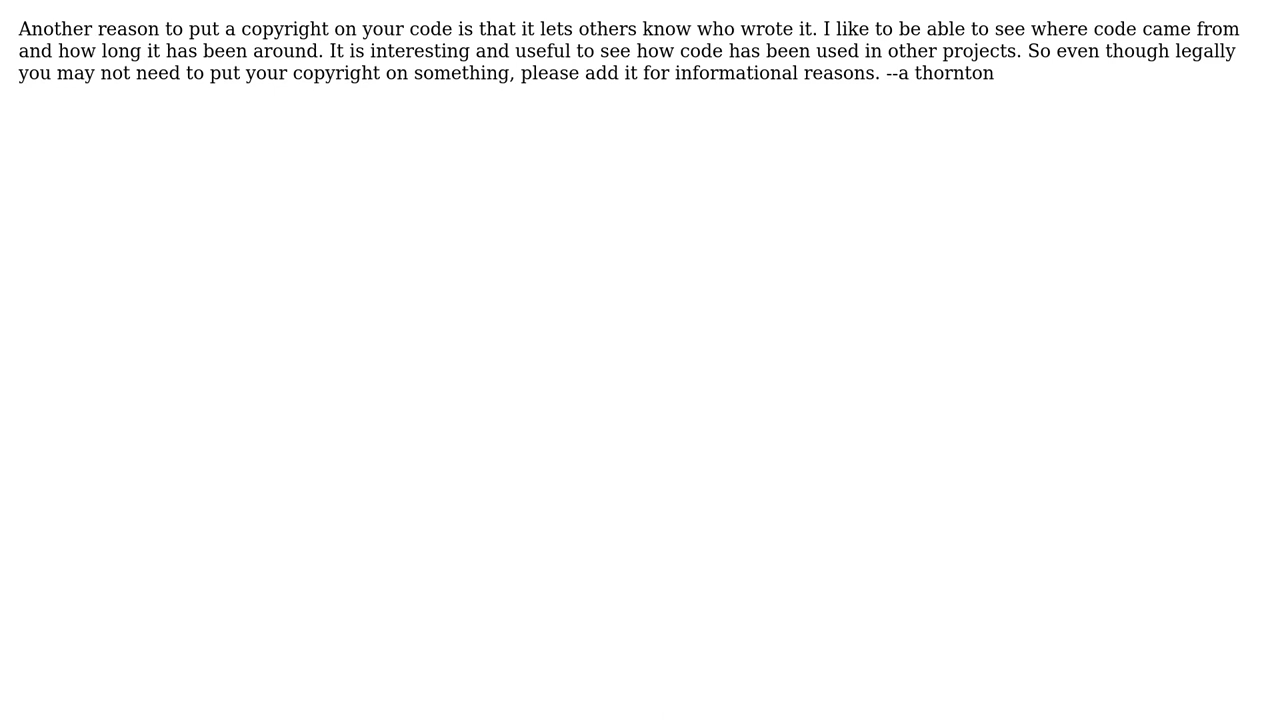 Another reason to put a copyright on your code is that it lets others know who wrote it. I like to be able to see where code came from
and how long it has been around. It is interesting and useful to see how code has been used in other projects. So even though legally
you may not need to put your copyright on something, please add it for informational reasons. --a thornton